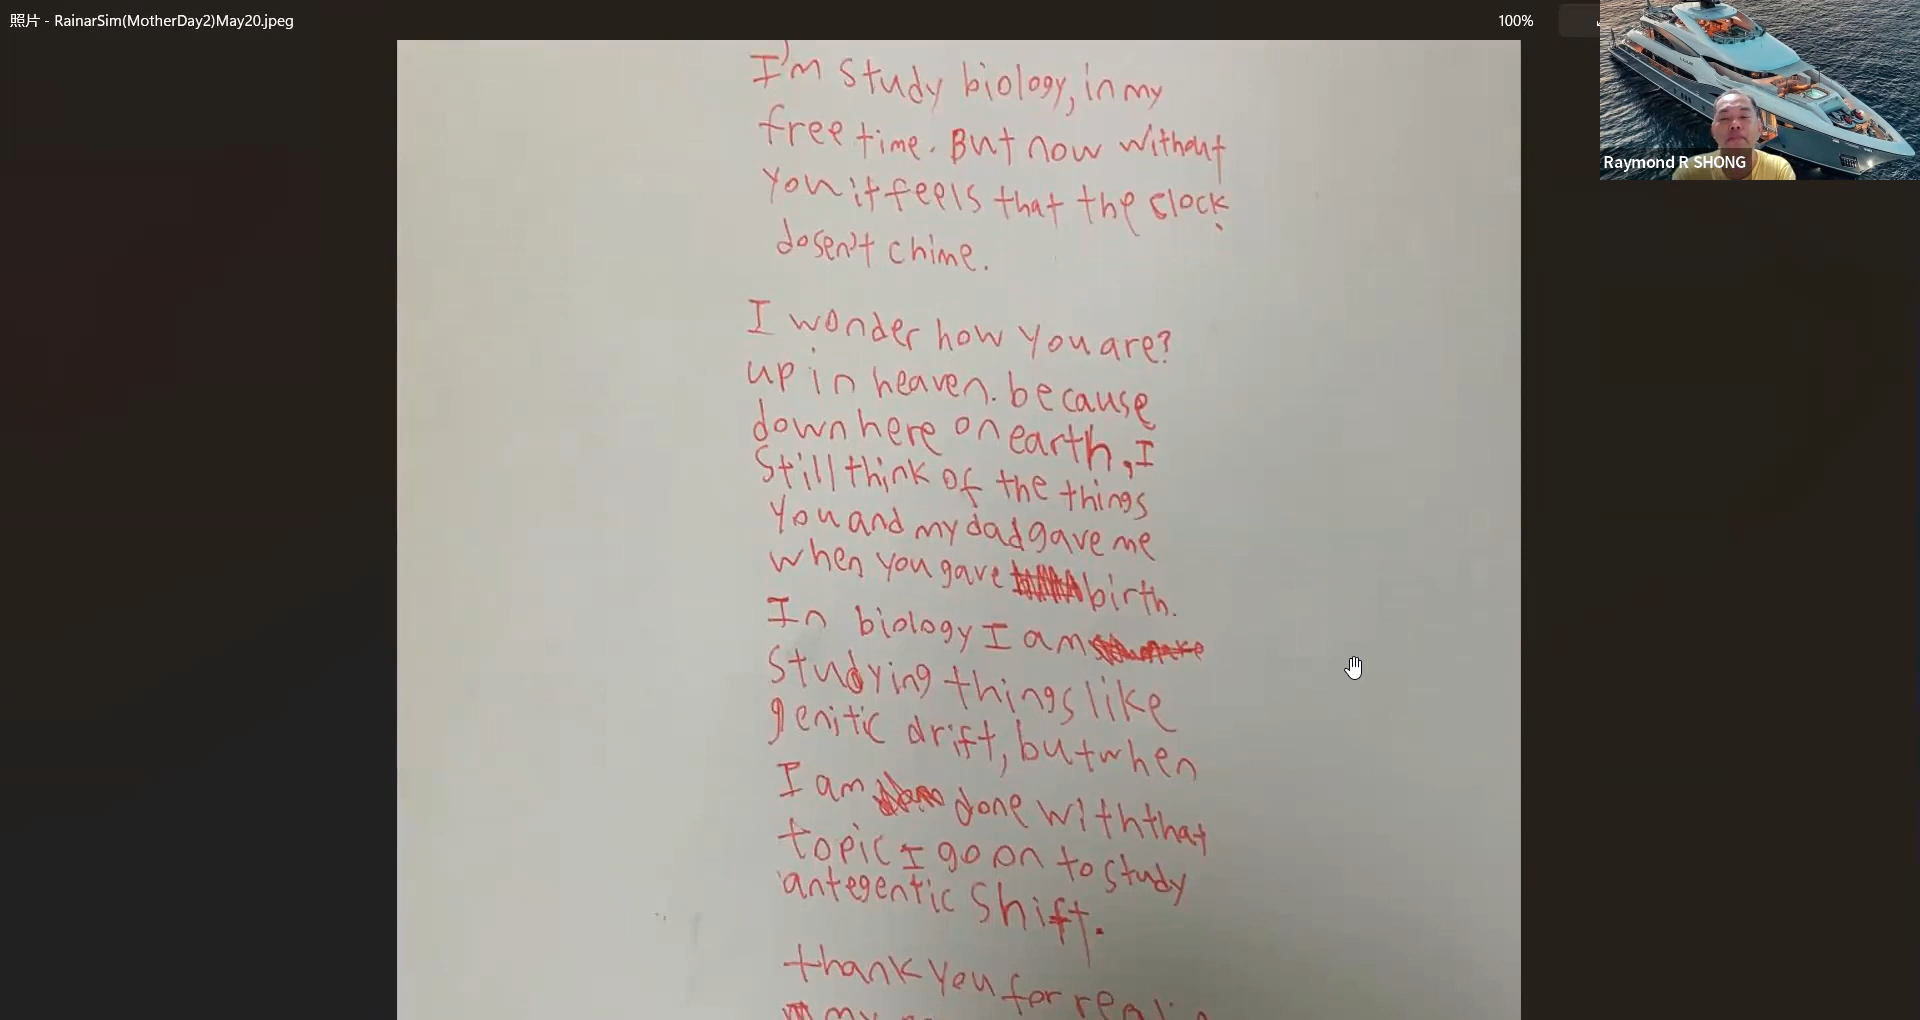 照片 - RainarSim(MotherDay2)May20.jpeg
100%
Raymond R SHONG
I'm study biology, in my
free time. But now without
you it feels that the clock
dosen't chime.
I wonder how you are?
up in heaven. because
down here on earth, I
still think of the things
you and my dad gave me
when you gave birth.
In biology I am
studying things like
genitic drift, but when
I am done with that
topic I go on to study
antegentic shift.
thank you for
my